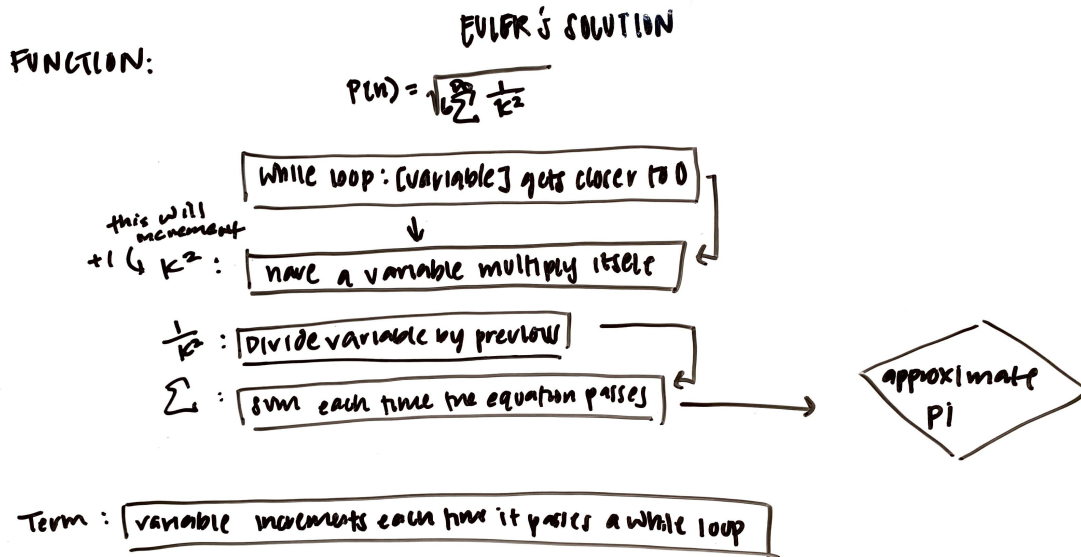 EULER'S SOLUTION
FUNCTION:
P(n) = √6 ∑ 1/K²
While loop: [variable] gets closer to 0
this will
increment
+1 K² : have a variable multiply itself
1/K² : Divide variable by previous
∑ : sum each time the equation passes
approximate
Pi
Term : variable increments each time it passes a while loop